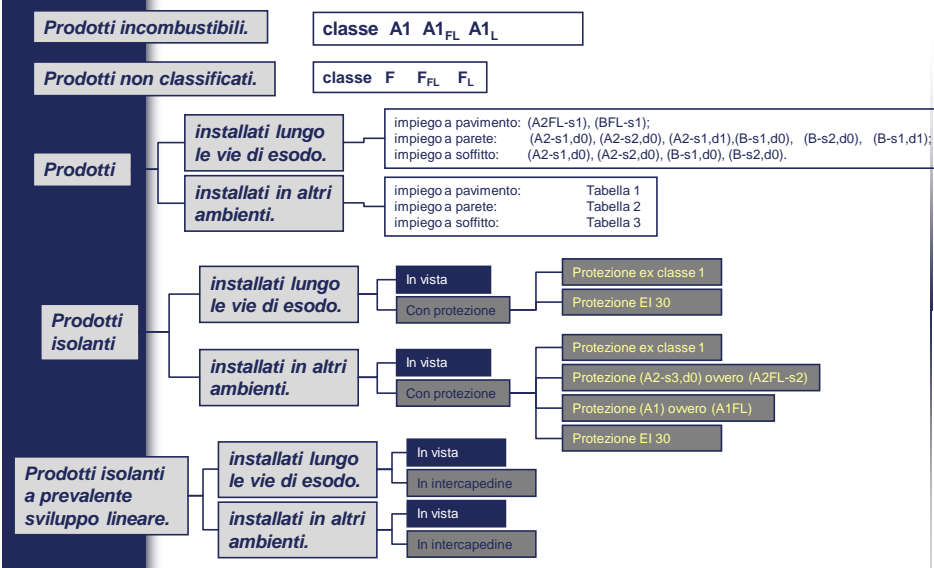 Prodotti incombustibili.
classe A1 A1FL A1L
Prodotti non classificati.
classe F FFL FL
Prodotti
installati lungo
le vie di esodo.
impiego a pavimento: (A2FL-s1), (BFL-s1);
impiego a parete: (A2-s1,d0), (A2-s2,d0), (A2-s1,d1),(B-s1,d0), (B-s2,d0), (B-s1,d1);
impiego a soffitto: (A2-s1,d0), (A2-s2,d0), (B-s1,d0), (B-s2,d0).
installati in altri
ambienti.
impiego a pavimento: Tabella 1
impiego a parete: Tabella 2
impiego a soffitto: Tabella 3
Prodotti
isolanti
installati lungo
le vie di esodo.
In vista
Con protezione
Protezione ex classe 1
Protezione EI 30
installati in altri
ambienti.
In vista
Con protezione
Protezione ex classe 1
Protezione (A2-s3,d0) ovvero (A2FL-s2)
Protezione (A1) ovvero (A1FL)
Protezione EI 30
Prodotti isolanti
a prevalente
sviluppo lineare.
installati lungo
le vie di esodo.
In vista
In intercapedine
installati in altri
ambienti.
In vista
In intercapedine